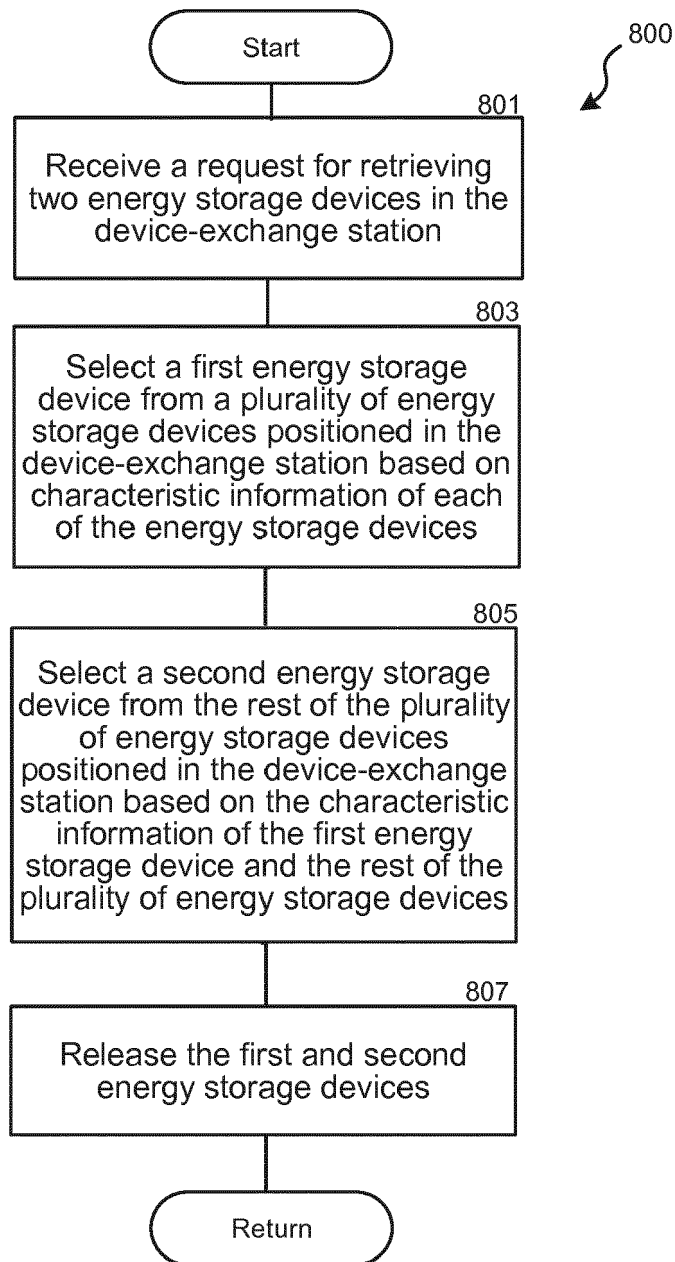 Start
800
801
Receive a request for retrieving
two energy storage devices in the
device-exchange station
803
Select a first energy storage
device from a plurality of energy
storage devices positioned in the
device-exchange station based on
characteristic information of each
of the energy storage devices
805
Select a second energy storage
device from the rest of the plurality
of energy storage devices
positioned in the device-exchange
station based on the characteristic
information of the first energy
storage device and the rest of the
plurality of energy storage devices
807
Release the first and second
energy storage devices
Return